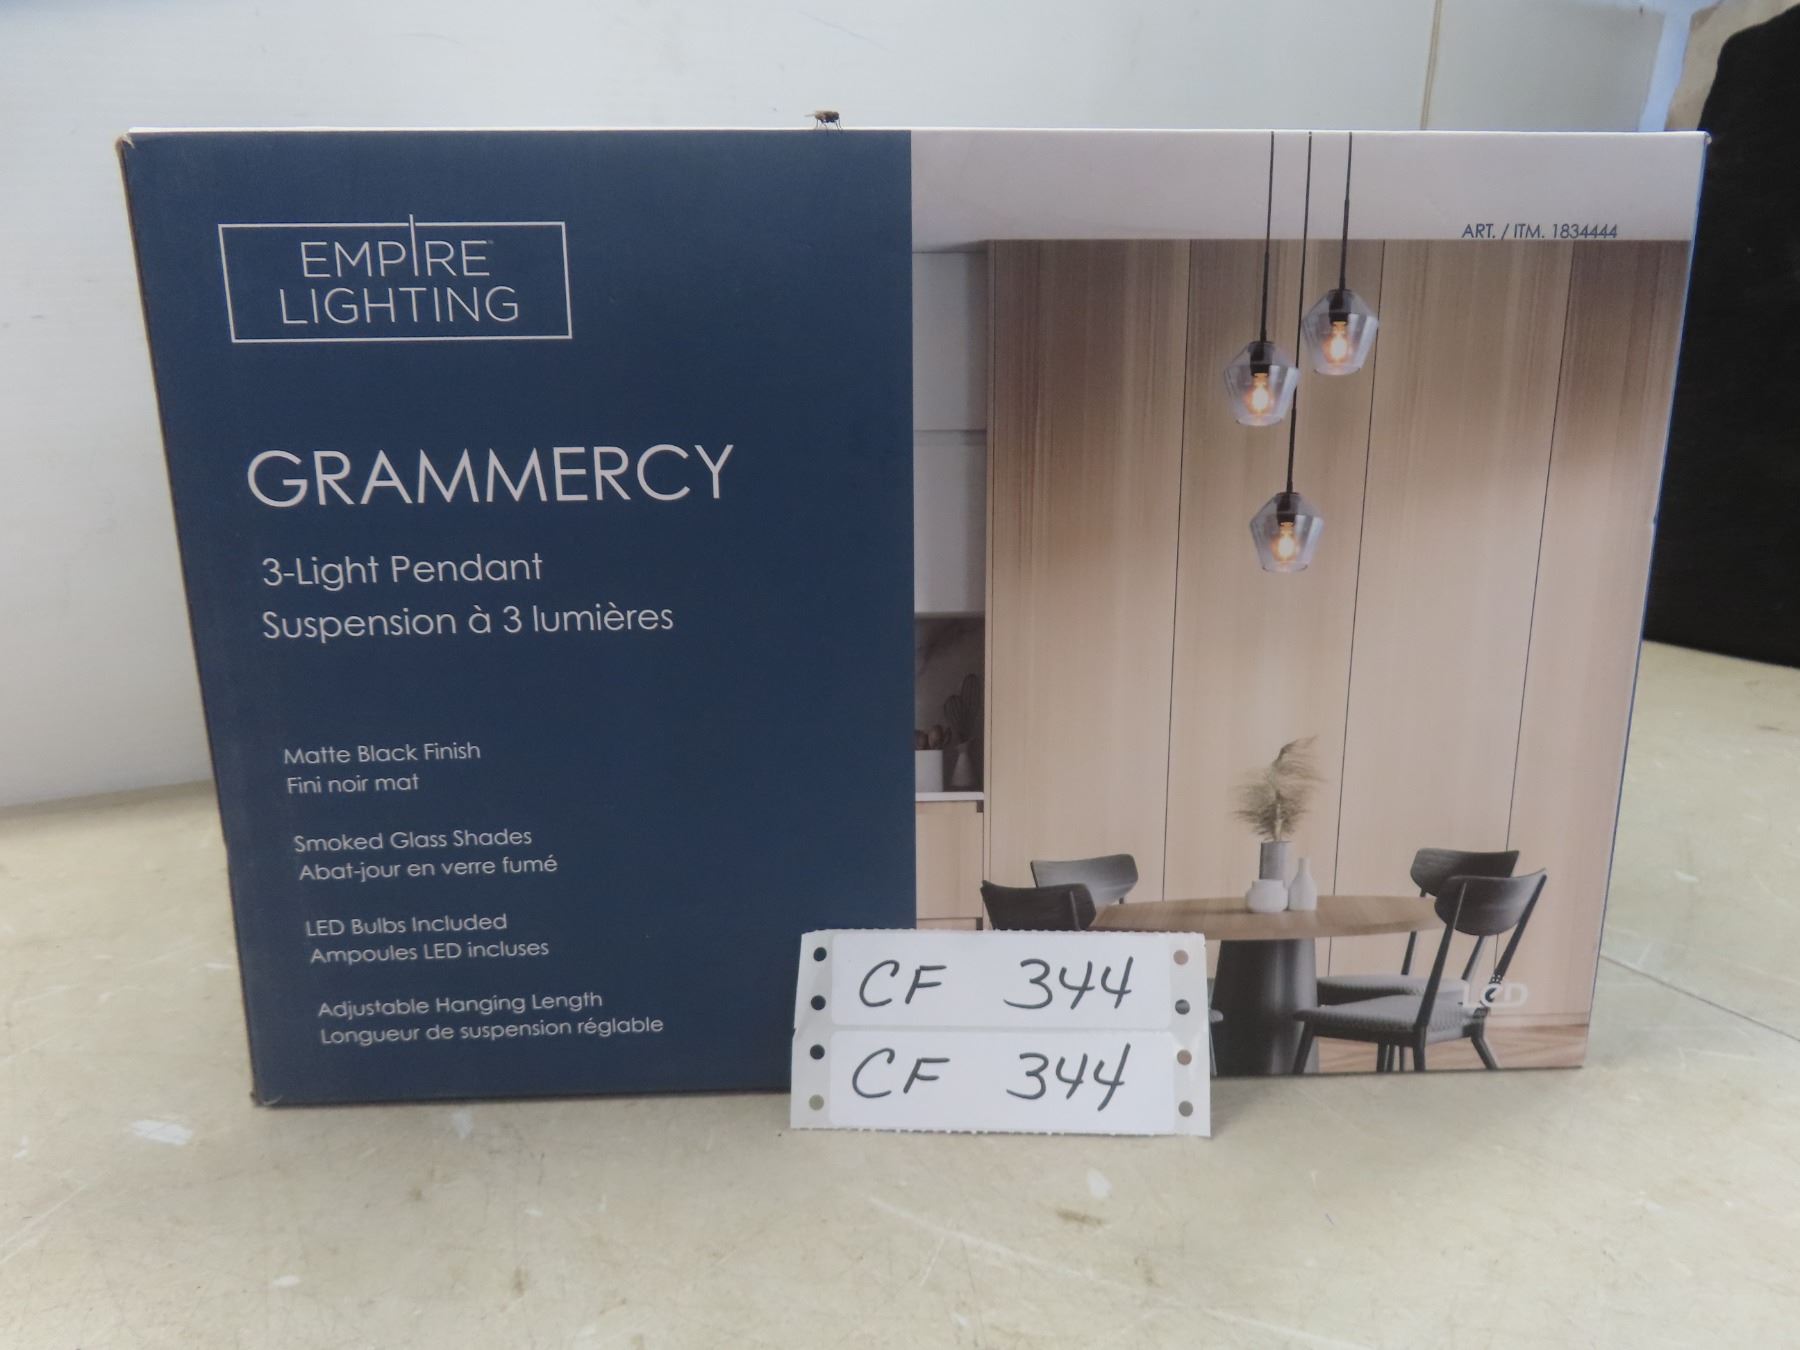 EMPIRE
LIGHTING
GRAMMERCY
3-Light Pendant
Suspension à 3 lumières
Matte Black Finish
Fini noir mat
Smoked Glass Shades
Abat-jour en verre fumé
LED Bulbs Included
Ampoules LED incluses
Adjustable Hanging Length
Longueur de suspension réglable
ART. / ITM. 1834444
LED
CF 344
CF 344